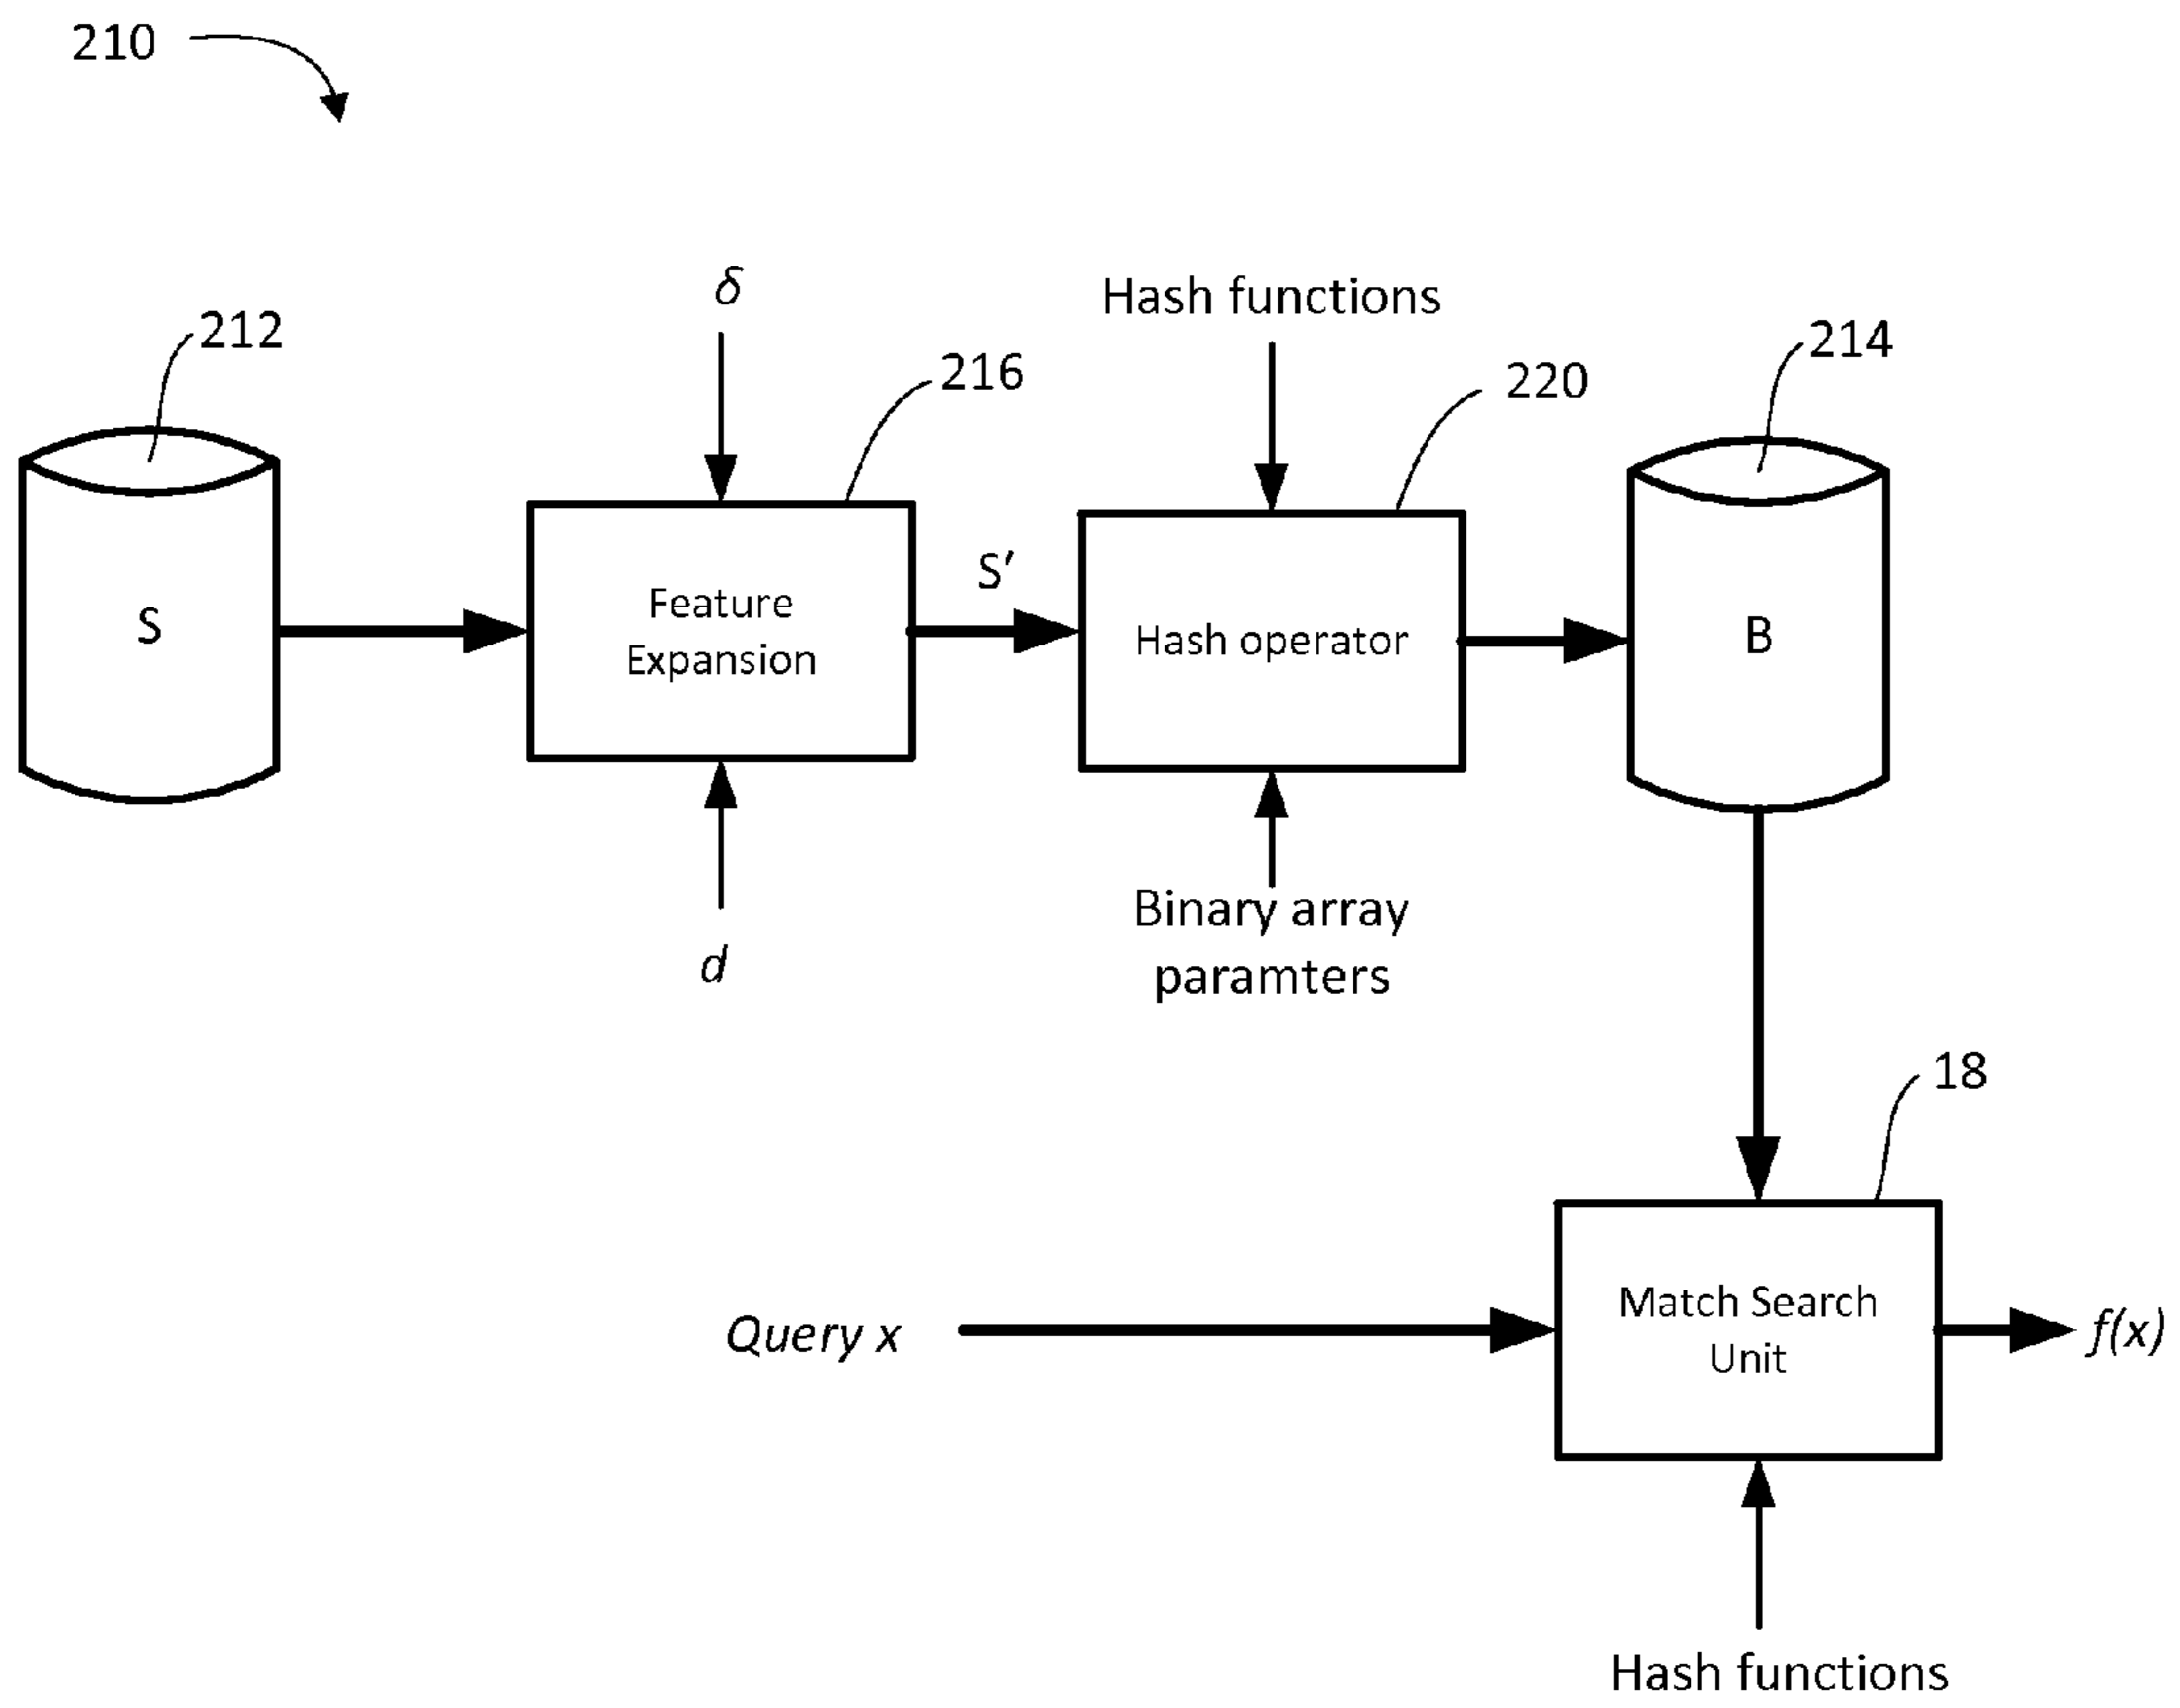 210
δ
Hash functions
212
216
220
214
S
Feature
Expansion
S′
Hash operator
B
d
Binary array
paramters
18
Query x
Match Search
Unit
f(x)
Hash functions